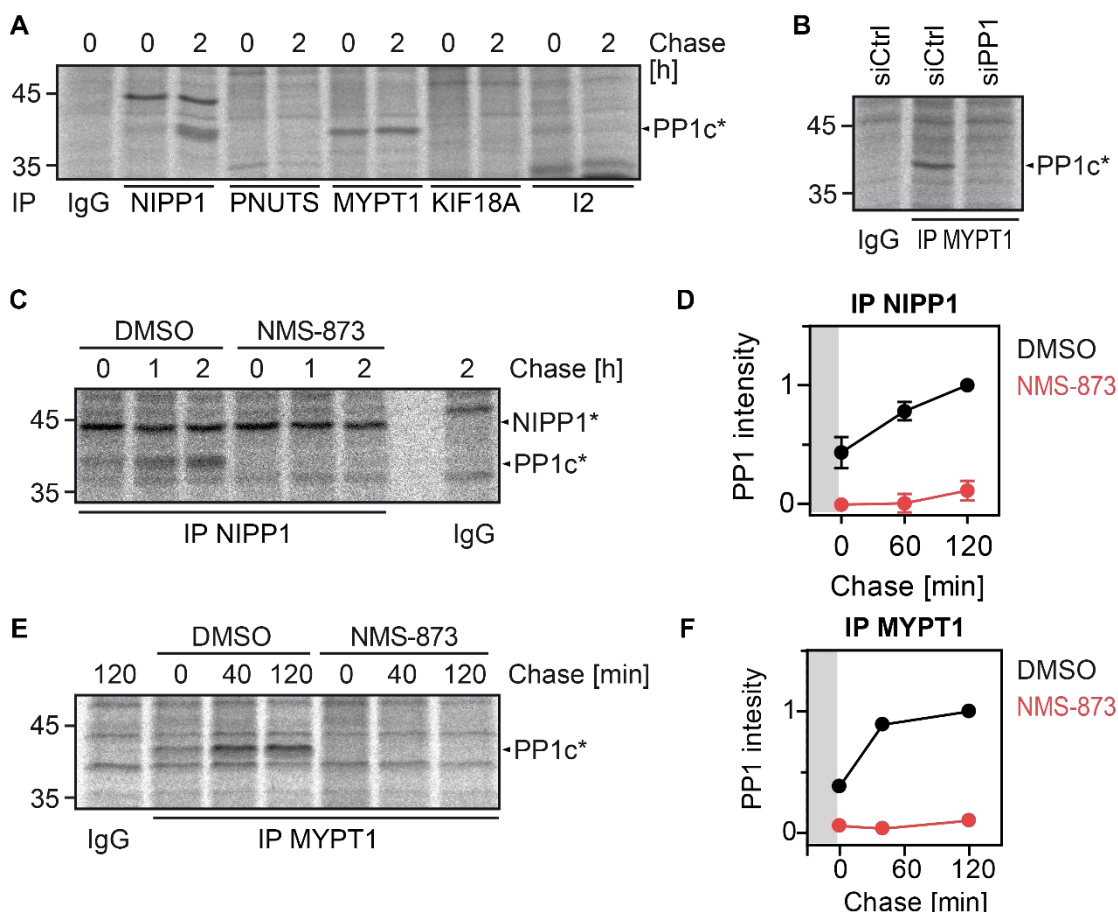 A
0 0 2 0 2 0 2 0 2 0 2 Chase
[h]
45
PP1c*
35
IP IgG NIPP1 PNUTS MYPT1 KIF18A I2
B
siCtrl siCtrl siPP1
45
PP1c*
35
IgG IP MYPT1
C
DMSO NMS-873
0 1 2 0 1 2 Chase [h] 2
45
NIPP1*
PP1c*
35
IP NIPP1 IgG
D
IP NIPP1
DMSO
NMS-873
PP1 intensity
1
0
0 60 120
Chase [min]
E
DMSO NMS-873
120 0 40 120 0 40 120 Chase [min]
45
PP1c*
35
IgG IP MYPT1
F
IP MYPT1
DMSO
NMS-873
PP1 intesity
1
0
0 60 120
Chase [min]